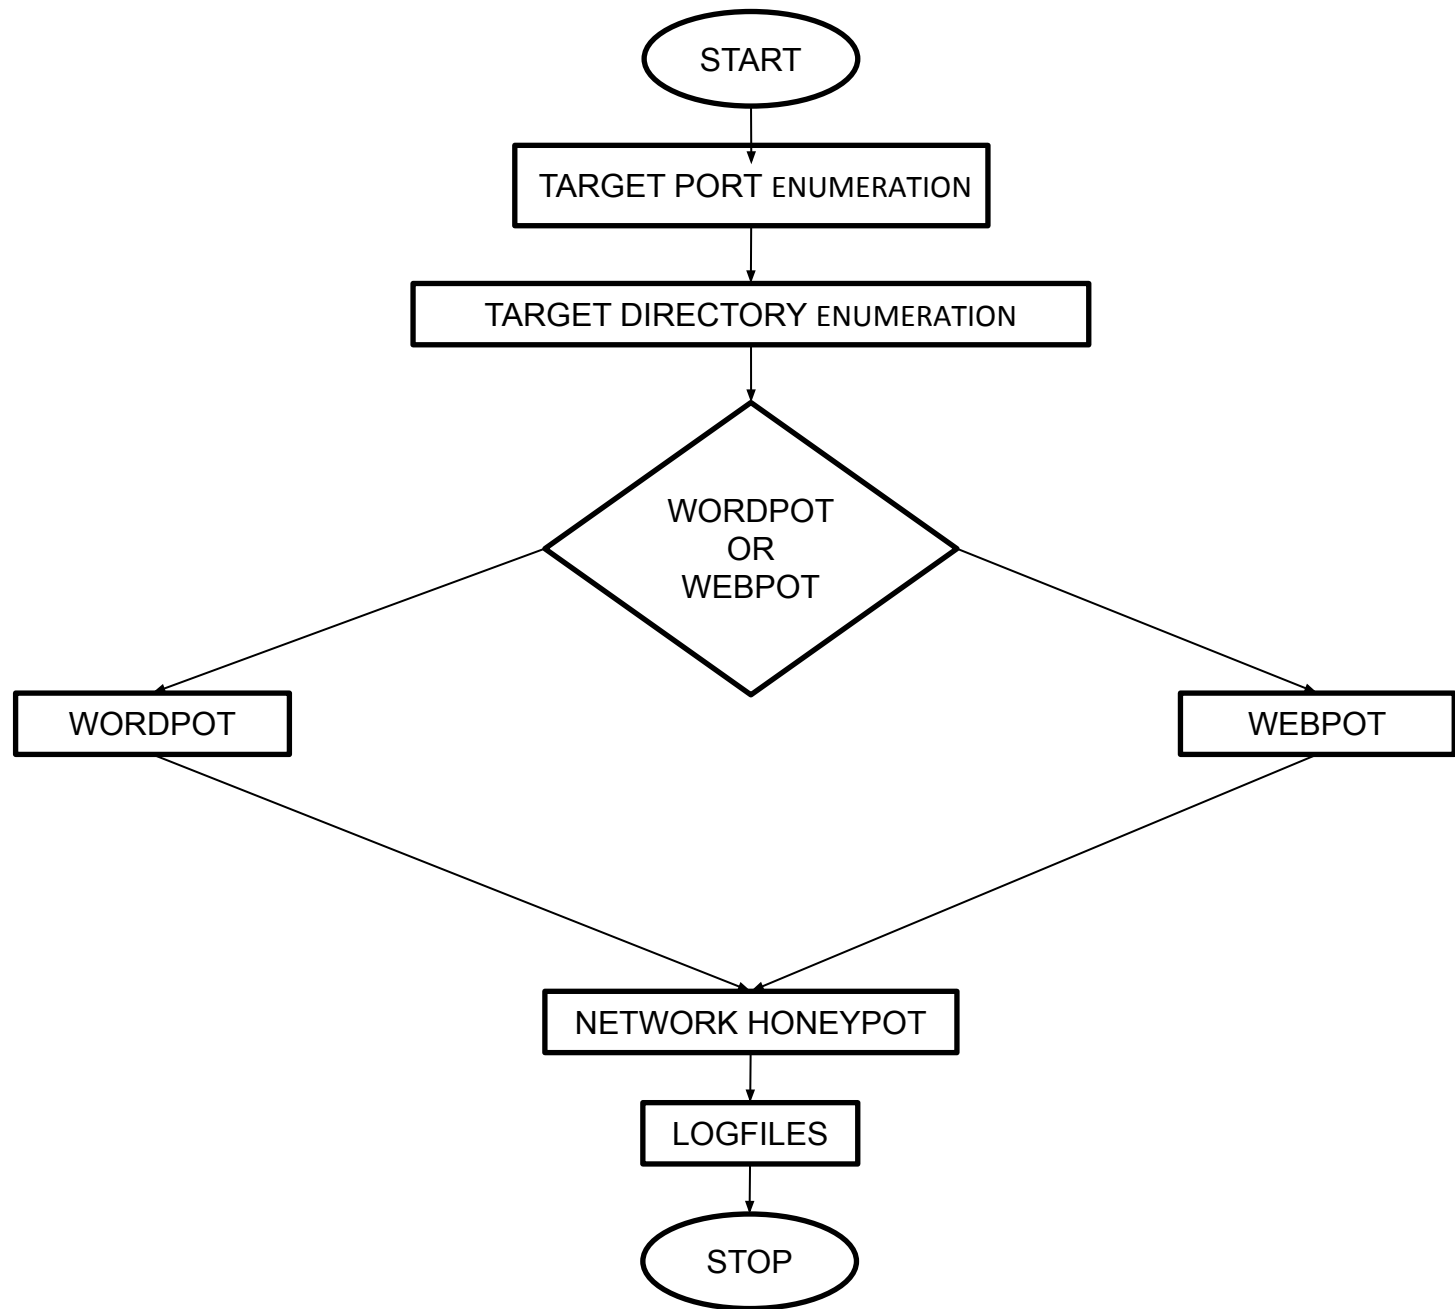 START
TARGET PORT ENUMERATION
TARGET DIRECTORY ENUMERATION
WORDPOT
OR
WEBPOT
WORDPOT
WEBPOT
NETWORK HONEYPOT
LOGFILES
STOP